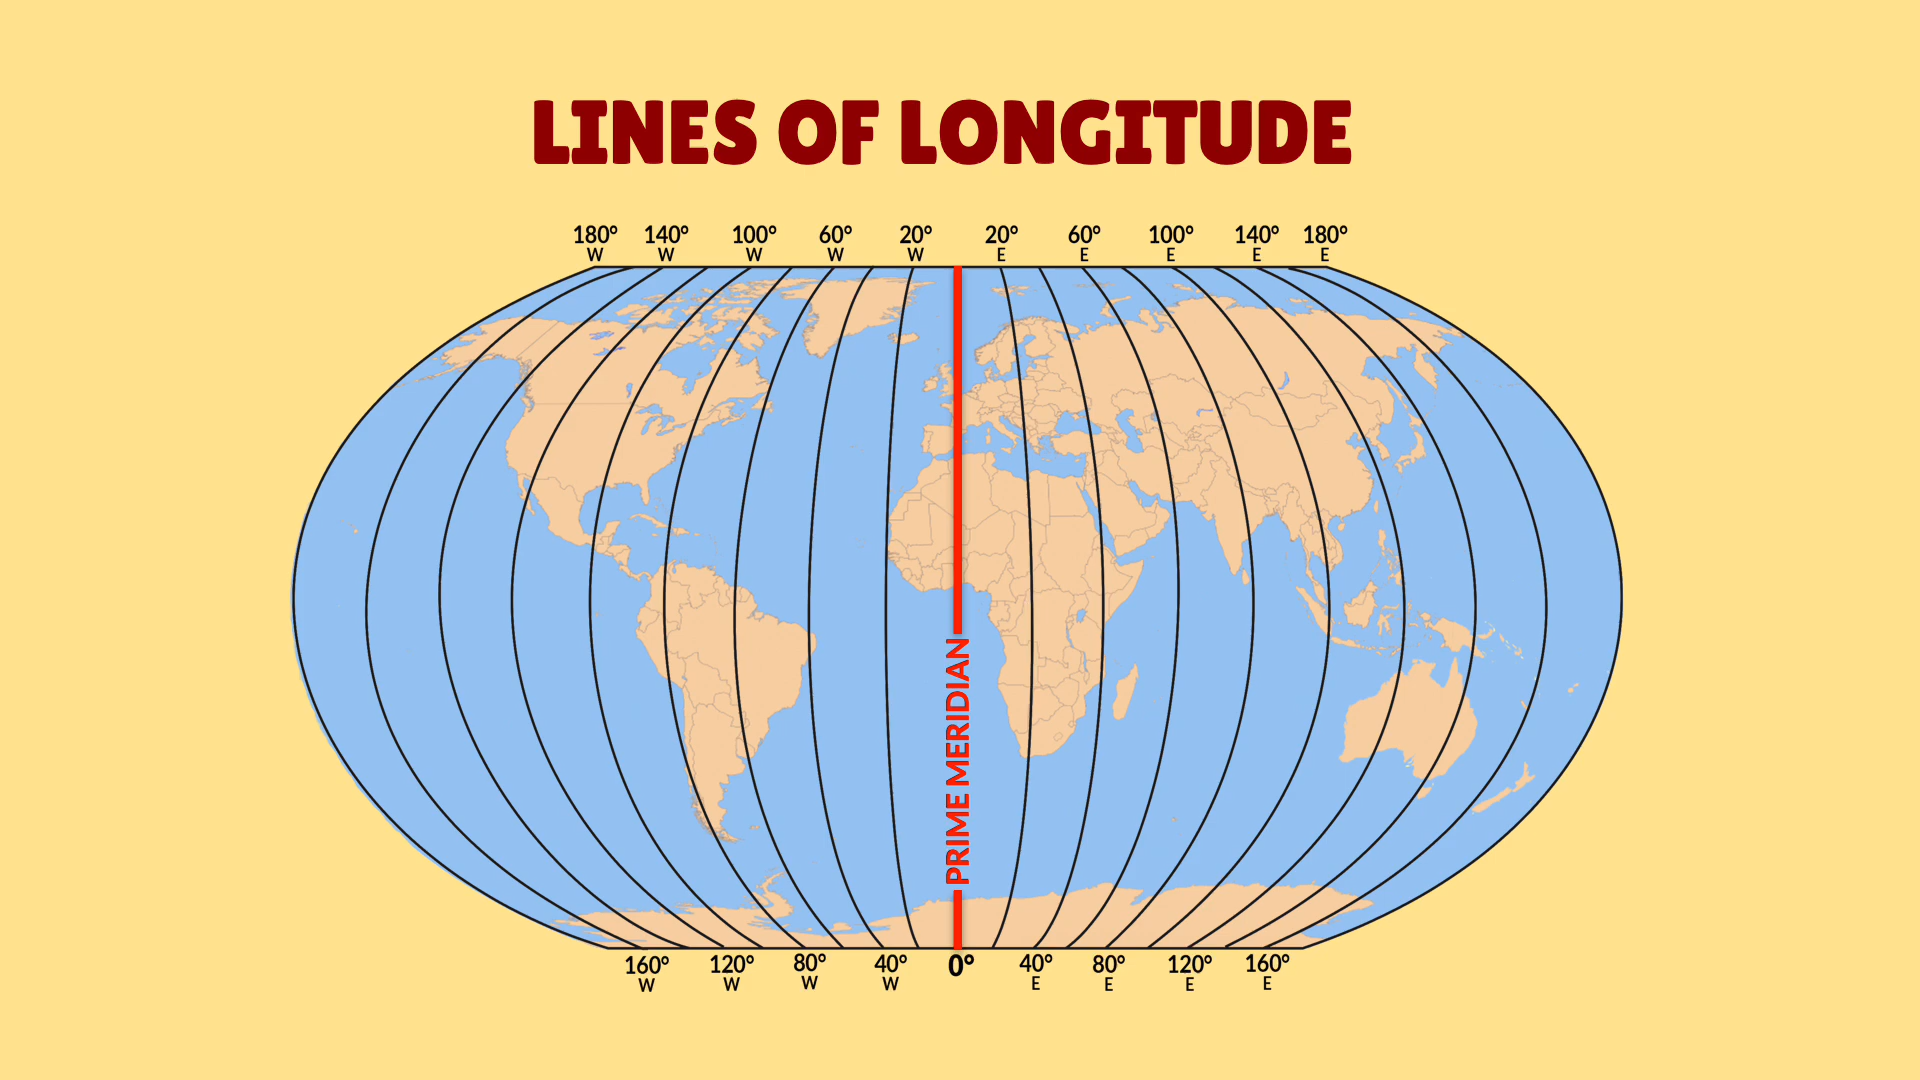 LINES OF LONGITUDE
180° 140° 100° 60° 20° 20° 60° 100° 140° 180°
W W W W W E E E E E
PRIME MERIDIAN
160° 120° 80° 40° 0° 40° 80° 120° 160°
W W W W E E E E